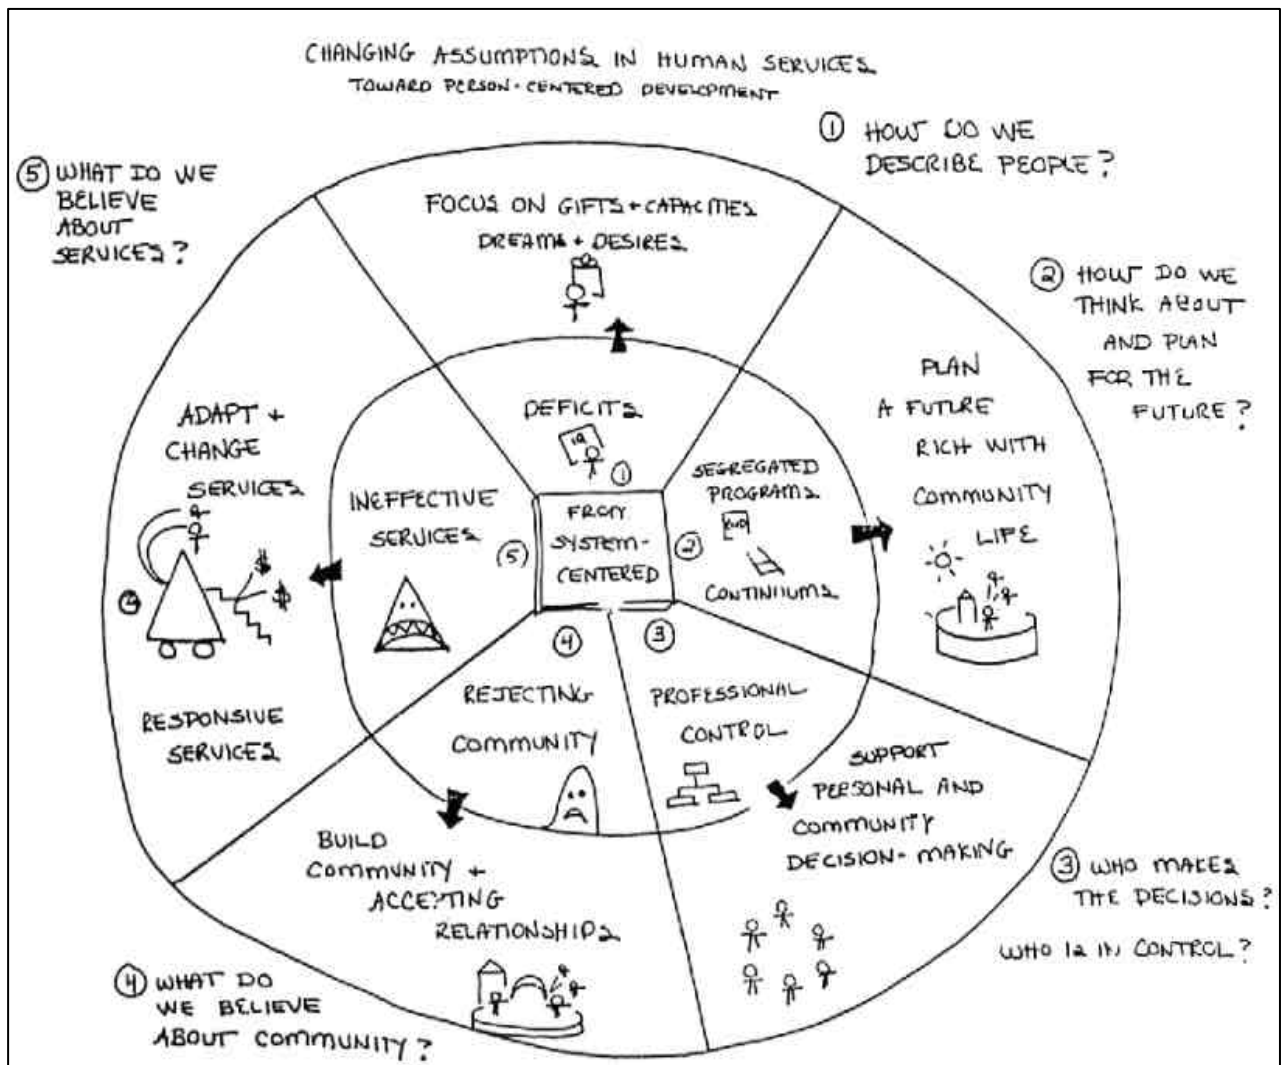 CHANGING ASSUMPTIONS IN HUMAN SERVICES
TOWARD PERSON-CENTERED DEVELOPMENT
① HOW DO WE
DESCRIBE PEOPLE?
⑤ WHAT DO WE
BELIEVE
ABOUT
SERVICES?
FOCUS ON GIFTS + CAPACITIES
DREAMS + DESIRES
② HOW DO WE
THINK ABOUT
AND PLAN
FOR THE
FUTURE?
PLAN
A FUTURE
RICH WITH
COMMUNITY
LIFE
ADAPT +
CHANGE
SERVICES
$
$
RESPONSIVE
SERVICES
DEFICITS
IQ
①
SEGREGATED
PROGRAMS
②
CONTINIUMS
INEFFECTIVE
SERVICES
⑤
FROM
SYSTEM-
CENTERED
④
③
REJECTING
COMMUNITY
PROFESSIONAL
CONTROL
SUPPORT
PERSONAL AND
COMMUNITY
DECISION-MAKING
BUILD
COMMUNITY +
ACCEPTING
RELATIONSHIPS
③ WHO MAKES
THE DECISIONS?
WHO IS IN CONTROL?
④ WHAT DO
WE BELIEVE
ABOUT COMMUNITY?